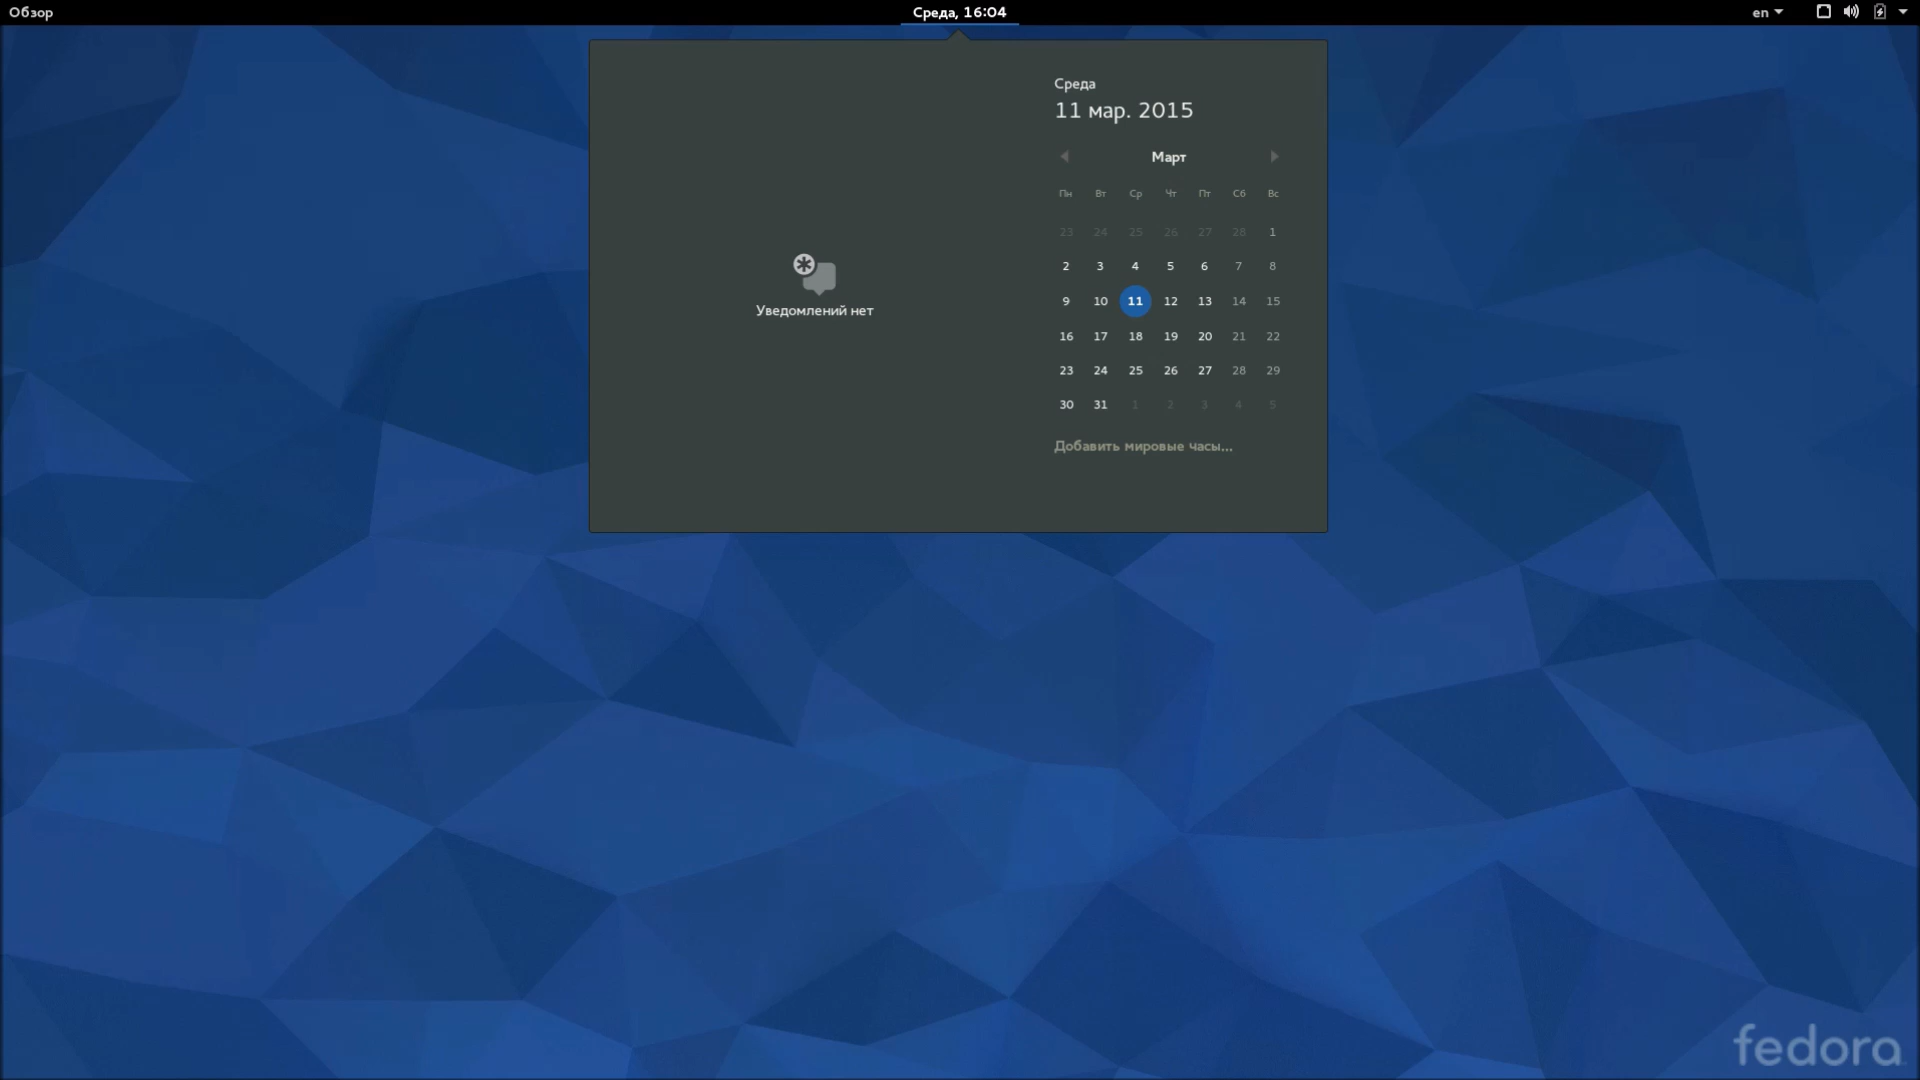 Обзор
Среда, 16:04
en
Среда
11 мар. 2015
Март
Пн Вт Ср Чт Пт Сб Вс
23 24 25 26 27 28 1
2 3 4 5 6 7 8
9 10 11 12 13 14 15
16 17 18 19 20 21 22
23 24 25 26 27 28 29
30 31 1 2 3 4 5
Добавить мировые часы...
Уведомлений нет
fedora